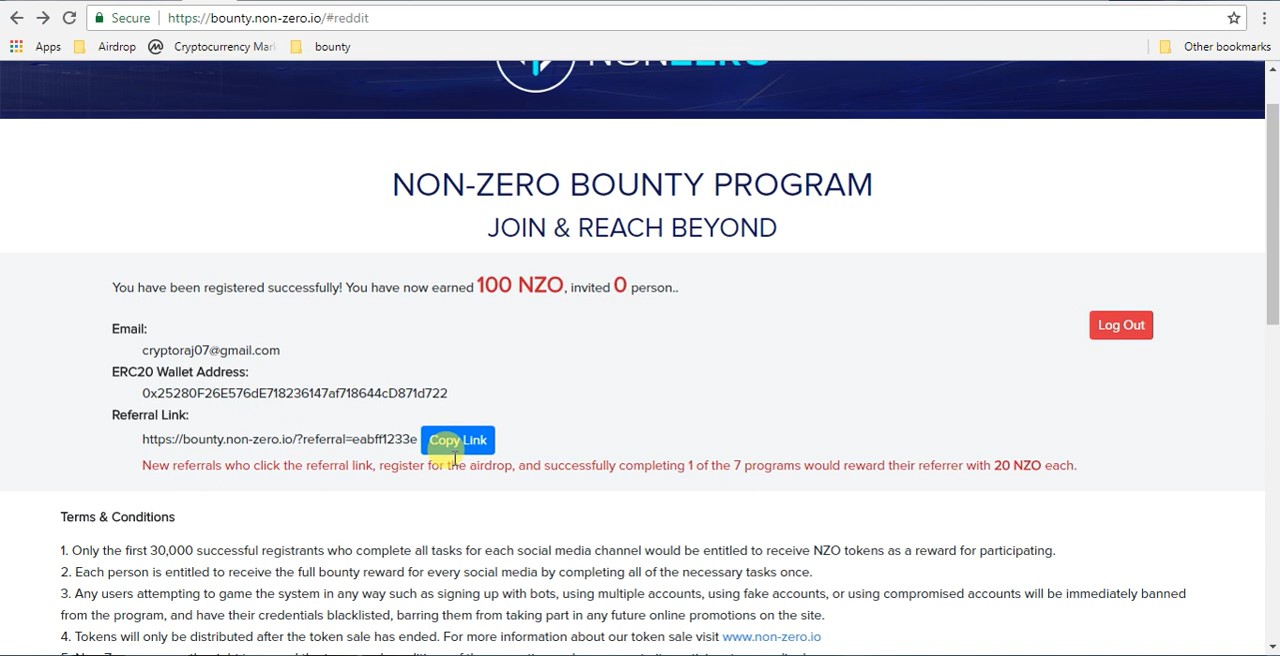 Secure https://bounty.non-zero.io/#reddit
Apps Airdrop Cryptocurrency Mar bounty Other bookmarks
NON-ZERO BOUNTY PROGRAM
JOIN & REACH BEYOND
You have been registered successfully! You have now earned 100 NZO, invited 0 person..
Log Out
Email:
cryptoraj07@gmail.com
ERC20 Wallet Address:
0x25280F26E576dE718236147af718644cD871d722
Referral Link:
https://bounty.non-zero.io/?referral=eabff1233e Copy Link
New referrals who click the referral link, register for the airdrop, and successfully completing 1 of the 7 programs would reward their referrer with 20 NZO each.
Terms & Conditions
1. Only the first 30,000 successful registrants who complete all tasks for each social media channel would be entitled to receive NZO tokens as a reward for participating.
2. Each person is entitled to receive the full bounty reward for every social media by completing all of the necessary tasks once.
3. Any users attempting to game the system in any way such as signing up with bots, using multiple accounts, using fake accounts, or using compromised accounts will be immediately banned
from the program, and have their credentials blacklisted, barring them from taking part in any future online promotions on the site.
4. Tokens will only be distributed after the token sale has ended. For more information about our token sale visit www.non-zero.io